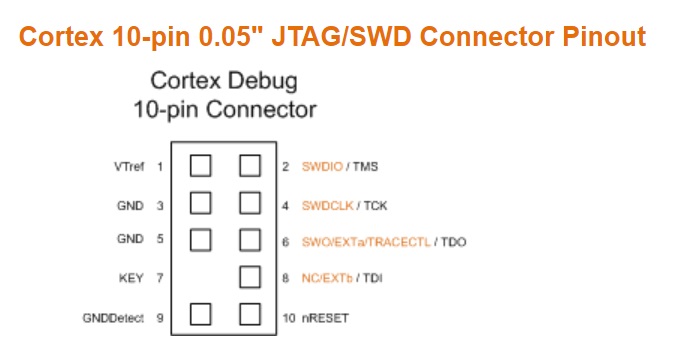 Cortex 10-pin 0.05" JTAG/SWD Connector Pinout
Cortex Debug
10-pin Connector
VTref 1 2 SWDIO / TMS
GND 3 4 SWDCLK / TCK
GND 5 6 SWO/EXTa/TRACECTL / TDO
KEY 7 8 NC/EXTb / TDI
GNDDetect 9 10 nRESET